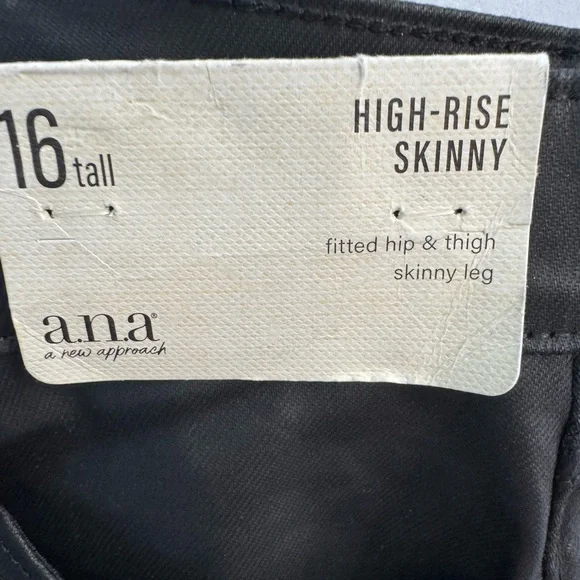 16 tall
HIGH-RISE
SKINNY
fitted hip & thigh
skinny leg
a.n.a®
a new approach